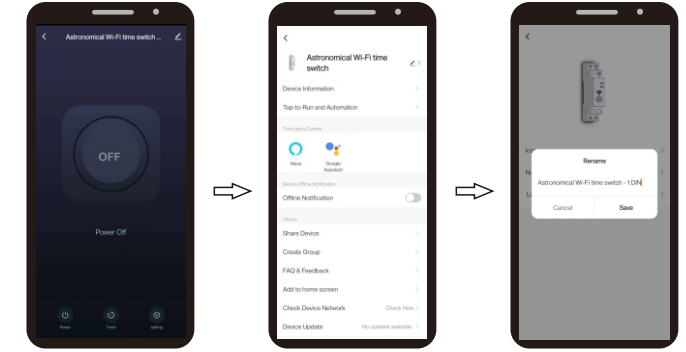 Astronomical Wi-Fi time switch ..
OFF
Power Off
Power
Timer
setting
Astronomical Wi-Fi time
switch
Device Information
Tap-to-Run and Automation
Third-party Control
Alexa
Google
Assistant
Device Offline Notification
Offline Notification
Others
Share Device
Create Group
FAQ & Feedback
Add to home screen
Check Device Network
Check Now
Device Update
No updates available
Ico
Rename
Astronomical Wi-Fi time switch - 1DIN
Cancel
Save